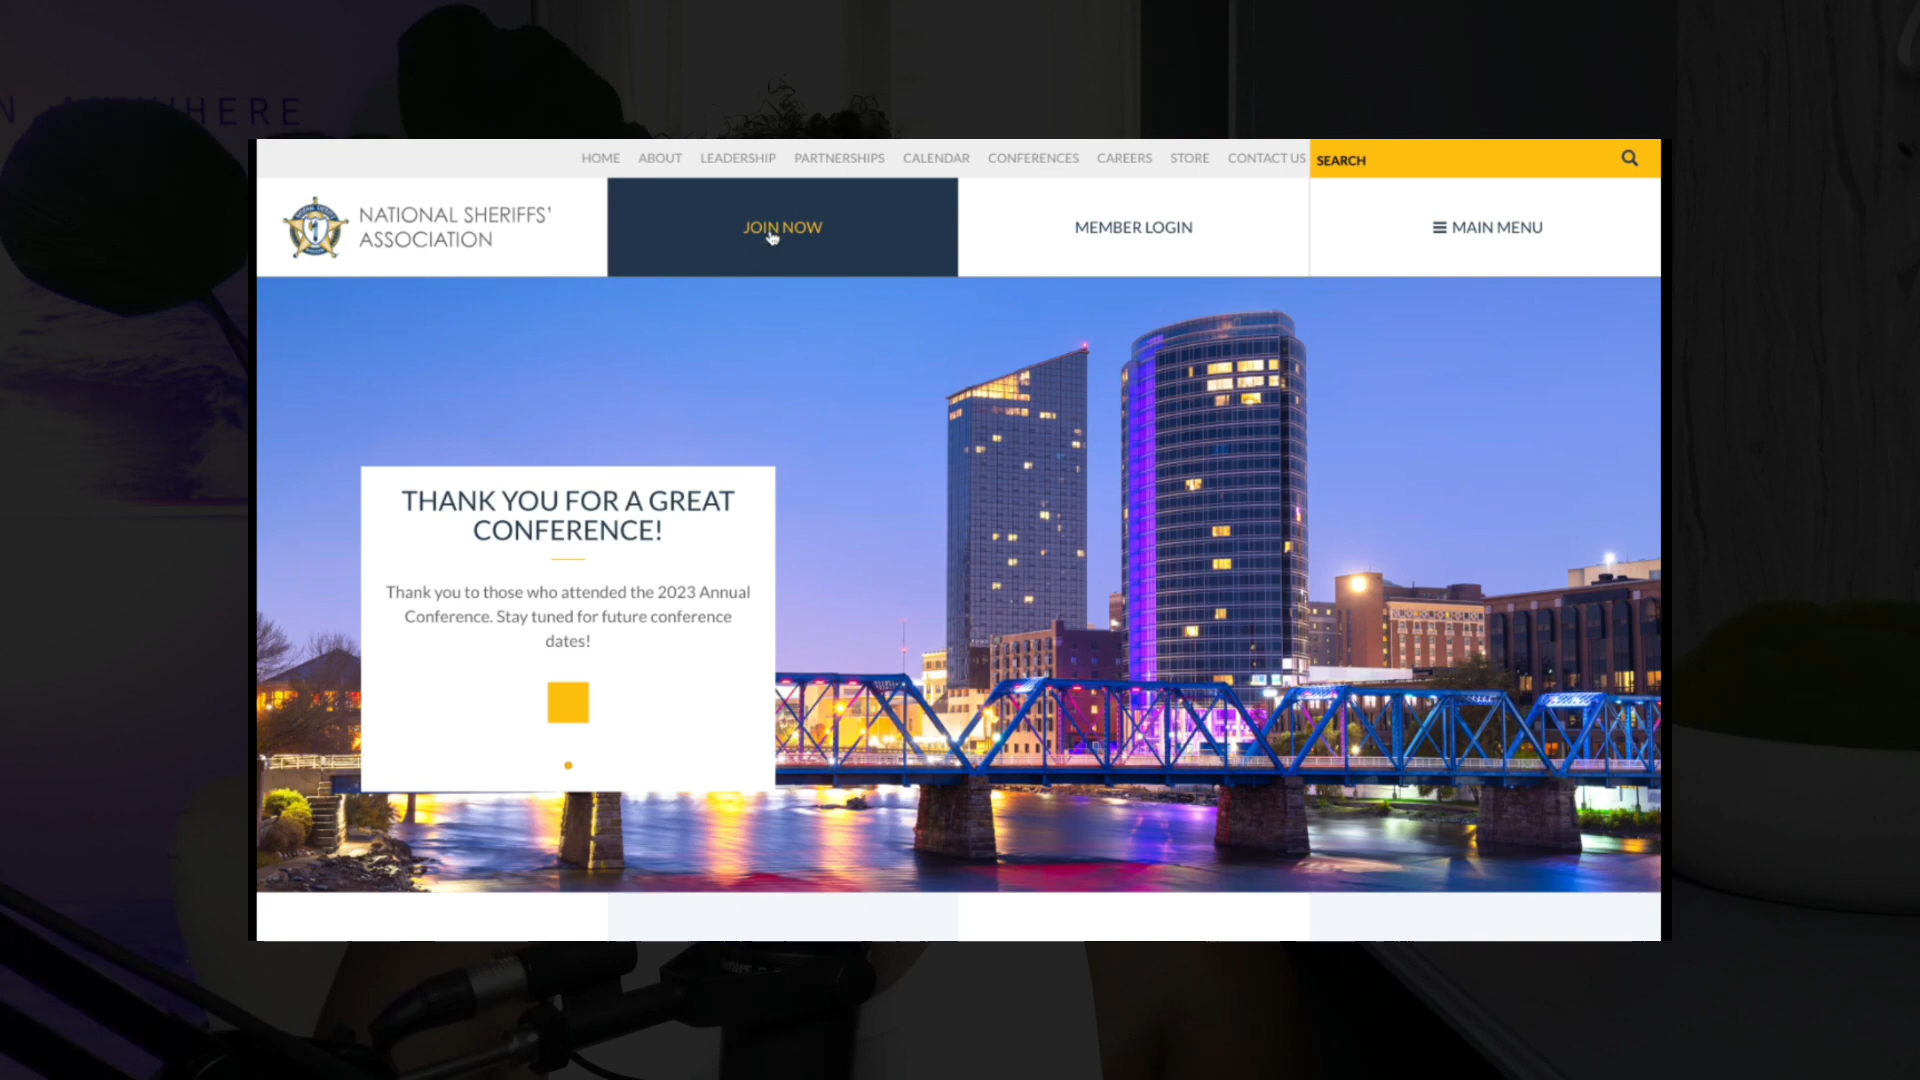 HOME ABOUT LEADERSHIP PARTNERSHIPS CALENDAR CONFERENCES CAREERS STORE CONTACT US SEARCH
NATIONAL SHERIFFS'
ASSOCIATION
JOIN NOW
MEMBER LOGIN
MAIN MENU
THANK YOU FOR A GREAT
CONFERENCE!
Thank you to those who attended the 2023 Annual
Conference. Stay tuned for future conference
dates!